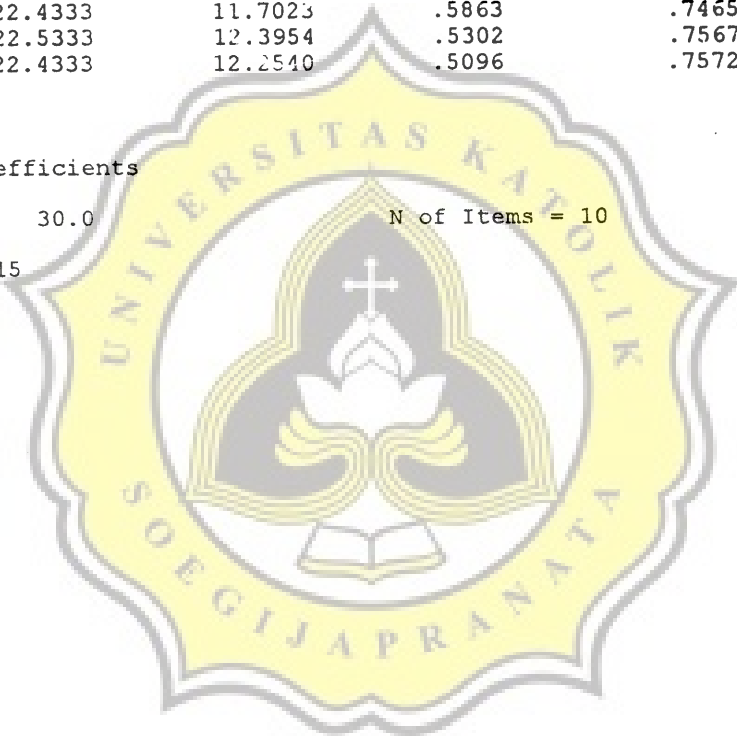 22.4333 11.7023 .5863 .7465
22.5333 12.3954 .5302 .7567
22.4333 12.2540 .5096 .7572
efficients
30.0 N of Items = 10
15
UNIVERSITAS KATOLIK
SOEGIJAPRANATA